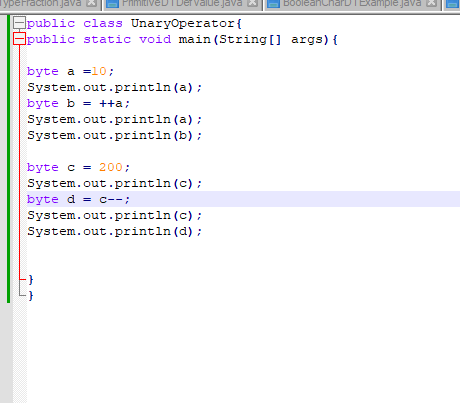 TypeFraction.java PrimitiveDTDefValue.java BooleanCharDTExample.java
public class UnaryOperator{
public static void main(String[] args){
byte a =10;
System.out.println(a);
byte b = ++a;
System.out.println(a);
System.out.println(b);
byte c = 200;
System.out.println(c);
byte d = c--;
System.out.println(c);
System.out.println(d);
}
}